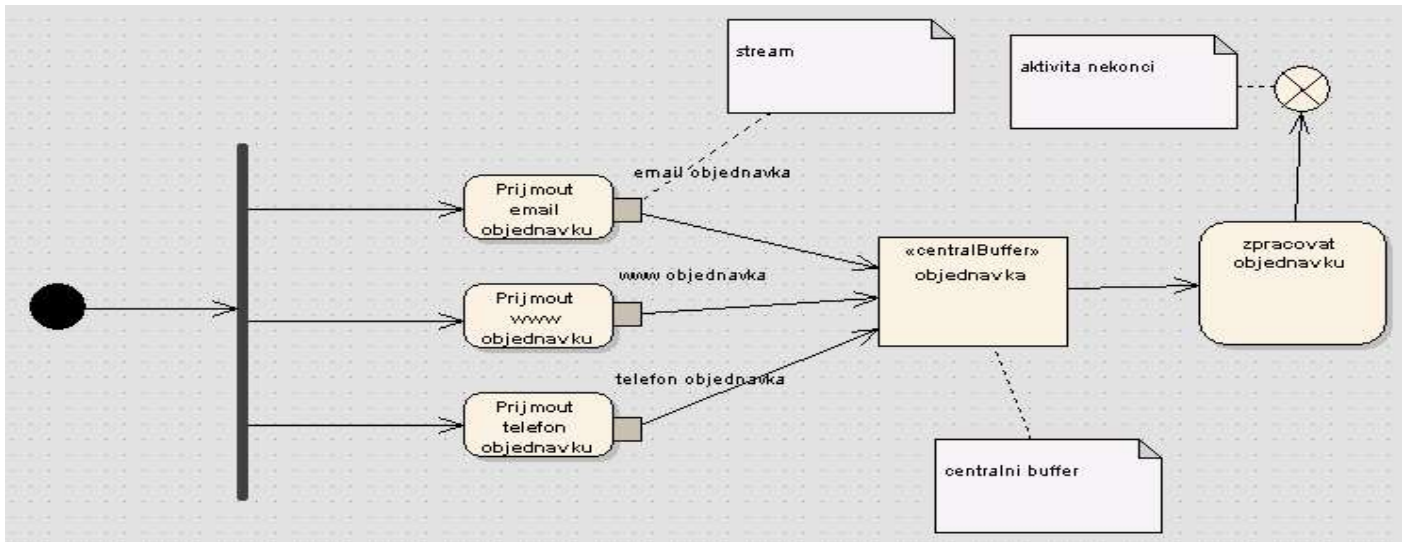 stream
aktivita nekonci
email objednavka
Prijmout
email
objednavku
zpracovat
objednavku
«centralBuffer»
objednavka
www objednavka
Prijmout
www
objednavku
telefon objednavka
Prijmout
telefon
objednavku
centralni buffer